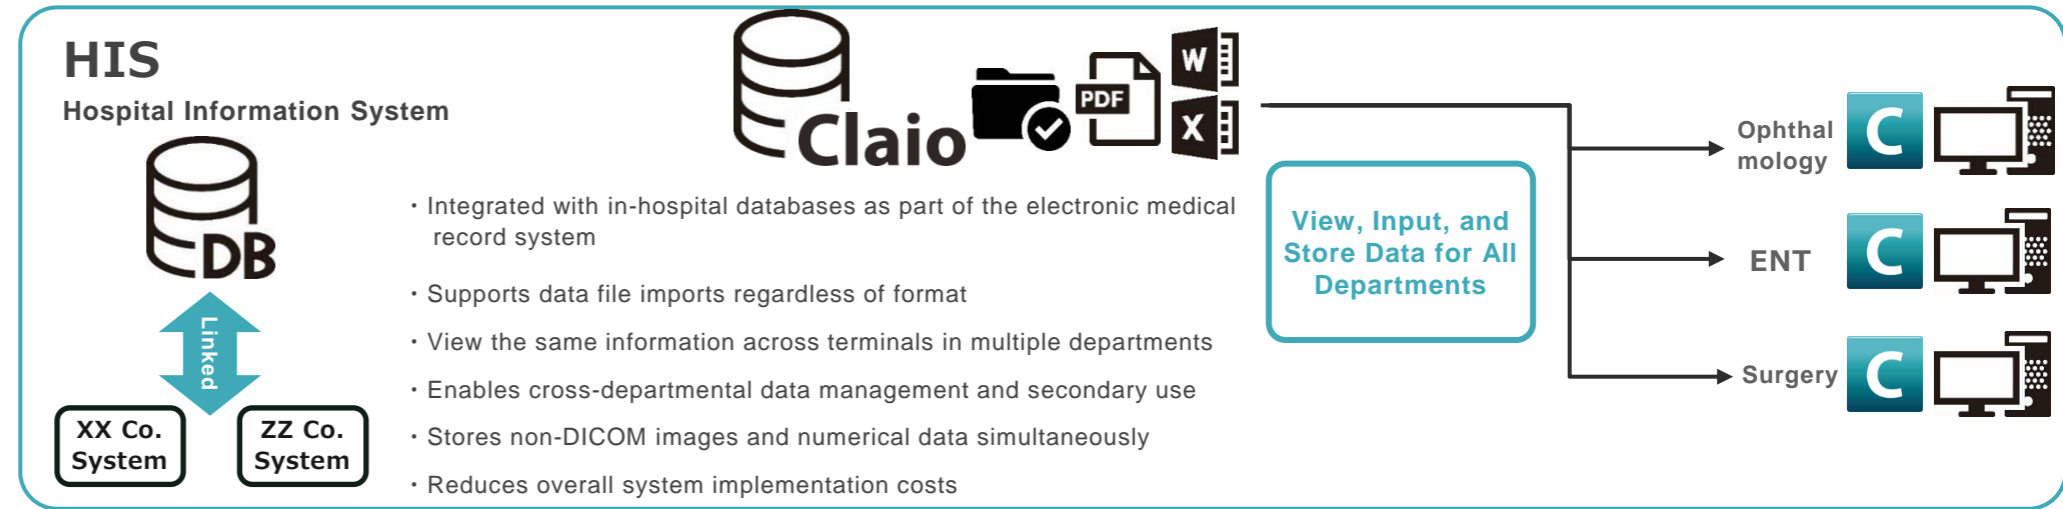 HIS
Hospital Information System
DB
Linked
XX Co.
System
ZZ Co.
System
Claio
PDF
W
X
・Integrated with in-hospital databases as part of the electronic medical
record system
・Supports data file imports regardless of format
・View the same information across terminals in multiple departments
・Enables cross-departmental data management and secondary use
・Stores non-DICOM images and numerical data simultaneously
・Reduces overall system implementation costs
View, Input, and
Store Data for All
Departments
Ophthal
mology
C
ENT
C
Surgery
C